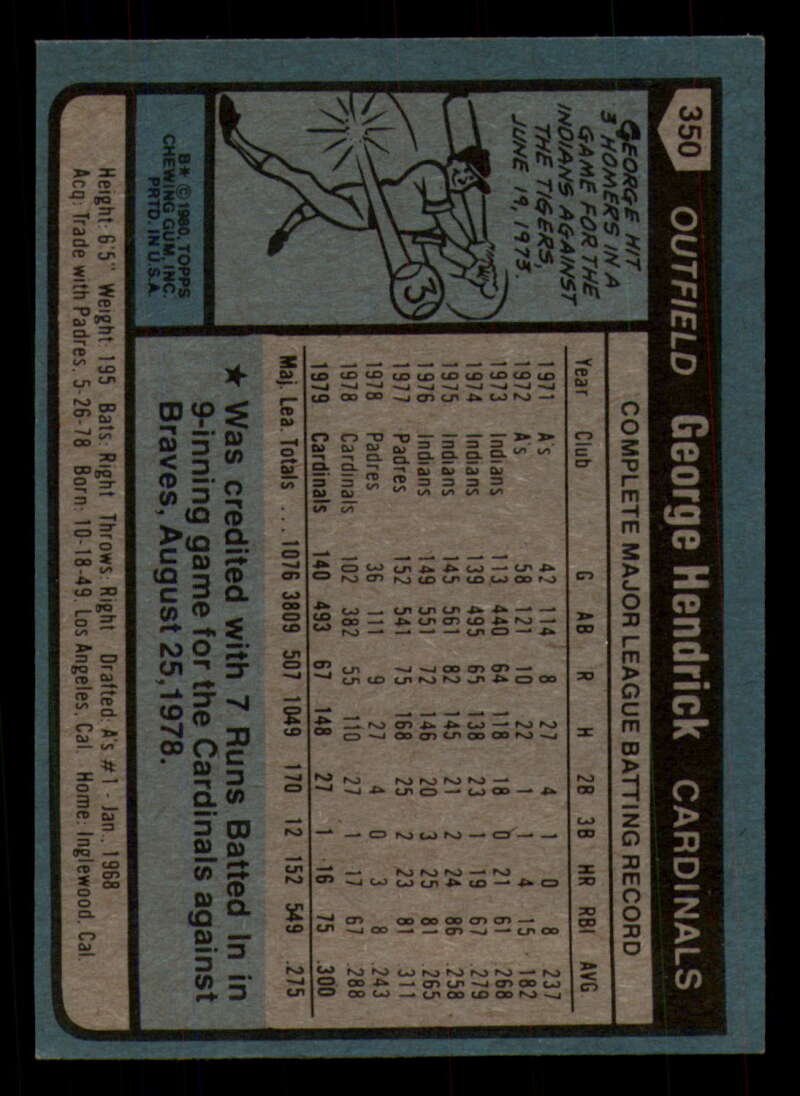 350 OUTFIELD George Hendrick CARDINALS
GEORGE HIT
3 HOMERS IN A
GAME FOR THE
INDIANS AGAINST
THE TIGERS,
JUNE 19, 1973.
3
B* © 1980 TOPPS
CHEWING GUM, INC.
PRTD. IN U.S.A.
COMPLETE MAJOR LEAGUE BATTING RECORD
Year Club G AB R H 2B 3B HR RBI AVG
1971 A's 42 114 8 27 4 1 0 8 .237
1972 A's 58 121 10 22 1 1 4 15 .182
1973 Indians 113 440 64 118 18 0 21 61 .268
1974 Indians 139 495 65 138 23 1 19 67 .279
1975 Indians 145 561 82 145 21 2 24 86 .258
1976 Indians 149 551 72 146 20 3 25 81 .265
1977 Padres 152 541 75 168 25 2 23 81 .311
1978 Padres 36 111 9 27 4 0 3 8 .243
1978 Cardinals 102 382 55 110 27 1 17 67 .288
1979 Cardinals 140 493 67 148 27 1 16 75 .300
Maj. Lea. Totals . . . 1076 3809 507 1049 170 12 152 549 .275
★ Was credited with 7 Runs Batted In in
9-inning game for the Cardinals against
Braves, August 25, 1978.
Height: 6'5" Weight: 195 Bats: Right Throws: Right Drafted: A's #1 - Jan., 1968
Acq: Trade with Padres, 5-26-78 Born: 10-18-49, Los Angeles, Cal. Home: Inglewood, Cal.